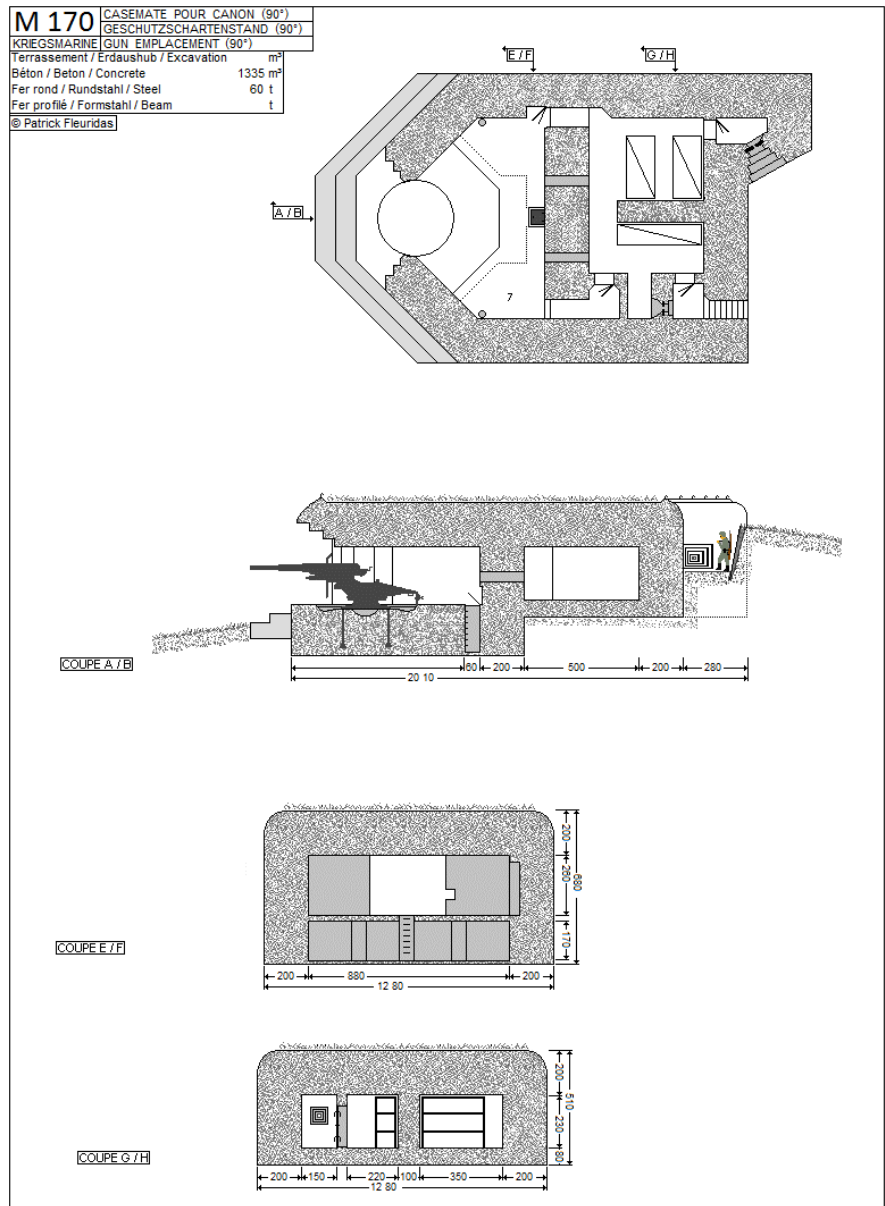 M 170
CASEMATE POUR CANON (90°)
GESCHUTZSCHARTENSTAND (90°)
KRIEGSMARINE GUN EMPLACEMENT (90°)
Terrassement / Erdaushub / Excavation m³
Béton / Beton / Concrete 1335 m³
Fer rond / Rundstahl / Steel 60 t
Fer profilé / Formstahl / Beam t
© Patrick Fleuridas
E / F
G / H
A / B
7
COUPE A / B
60 200 500 200 280
20 10
200
260
680
170
COUPE E / F
200 880 200
12 80
200
510
230
80
COUPE G / H
200 150 220 100 350 200
12 80